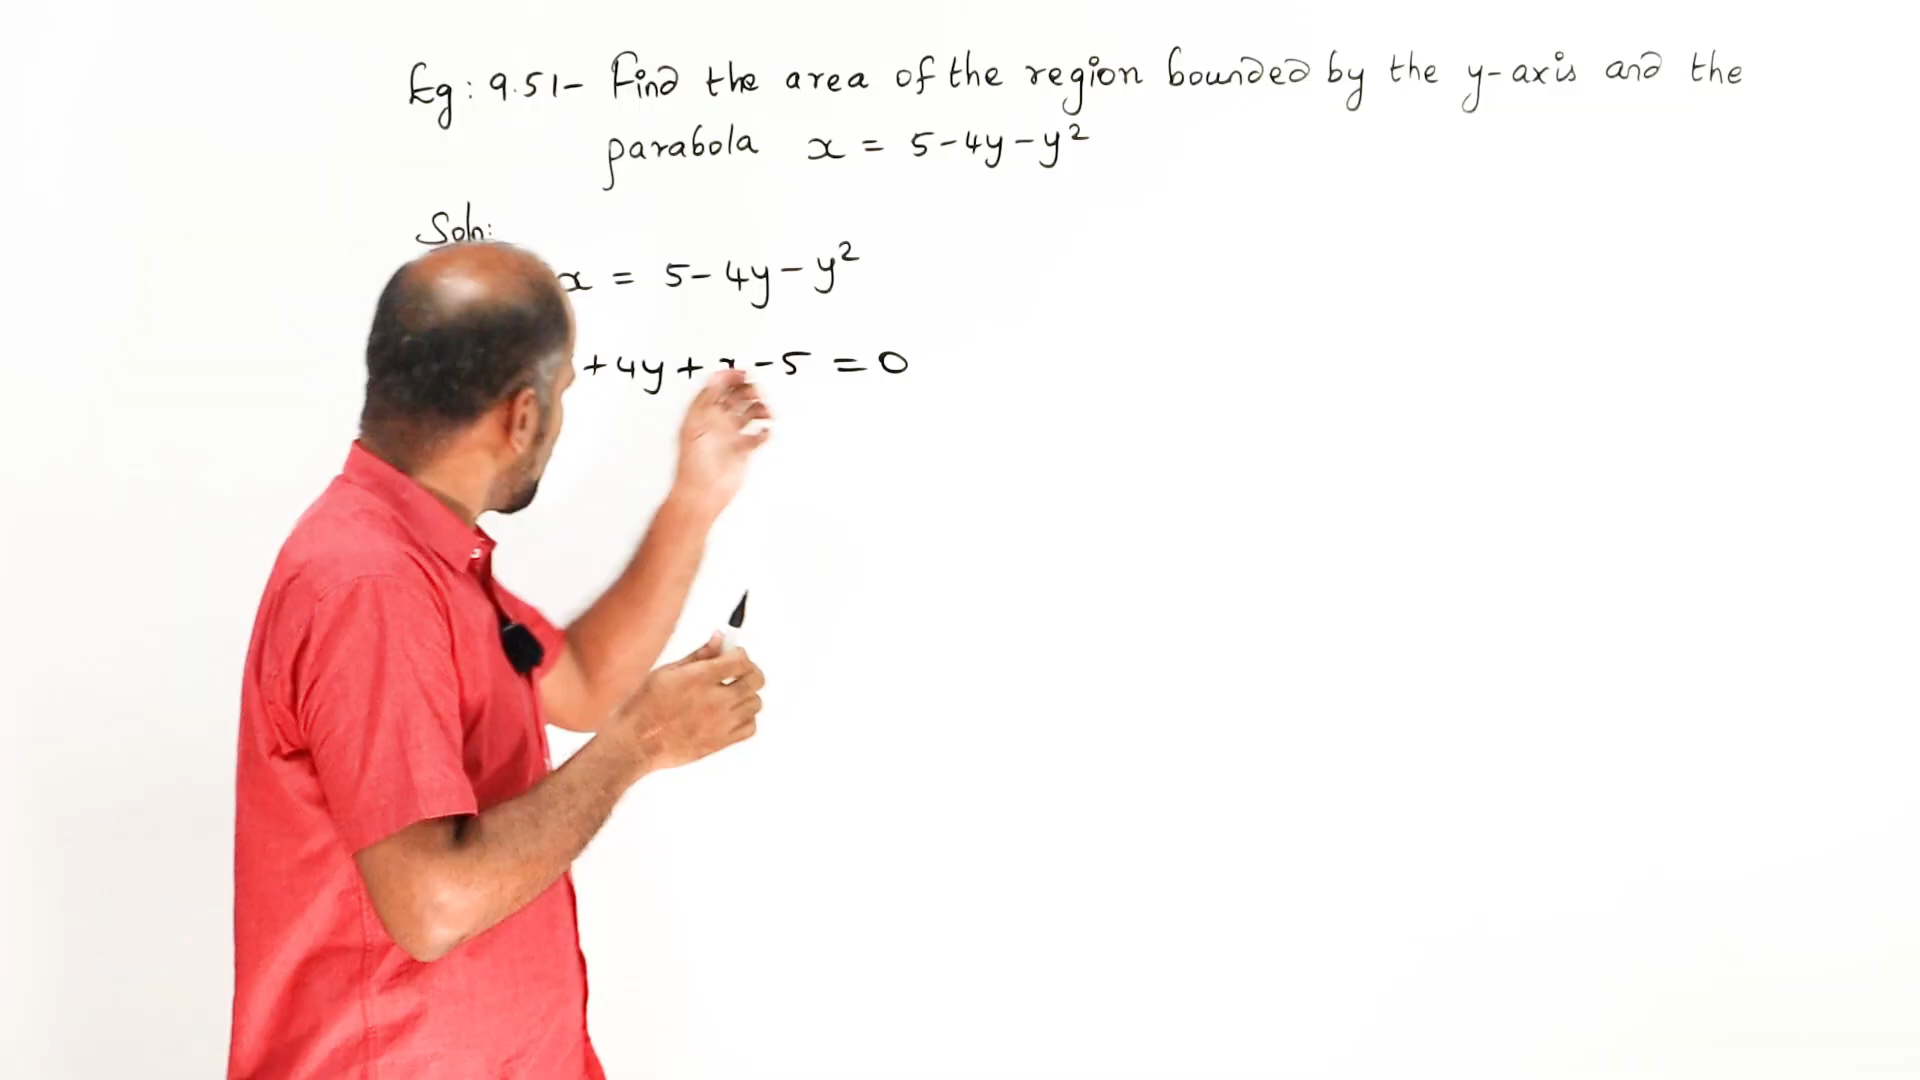 Eg: 9.51- Find the area of the region bounded by the y-axis and the
parabola x = 5-4y-y²
Soln:
x = 5-4y-y²
+4y+x-5 =0